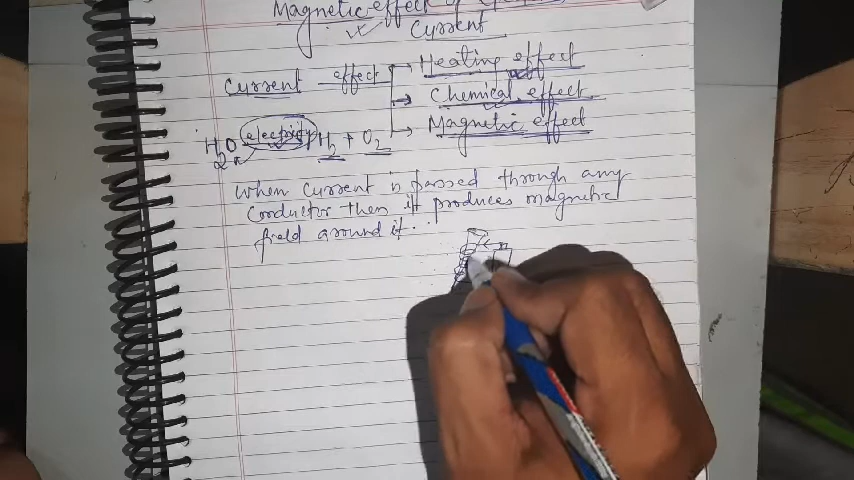 Magnetic effect of
Current
Current effect → Heating effect
→ Chemical effect
→ Magnetic effect
H2O electricity H2 + O2
When Current is passed through any
Conductor then it produces magnetic
field around it.